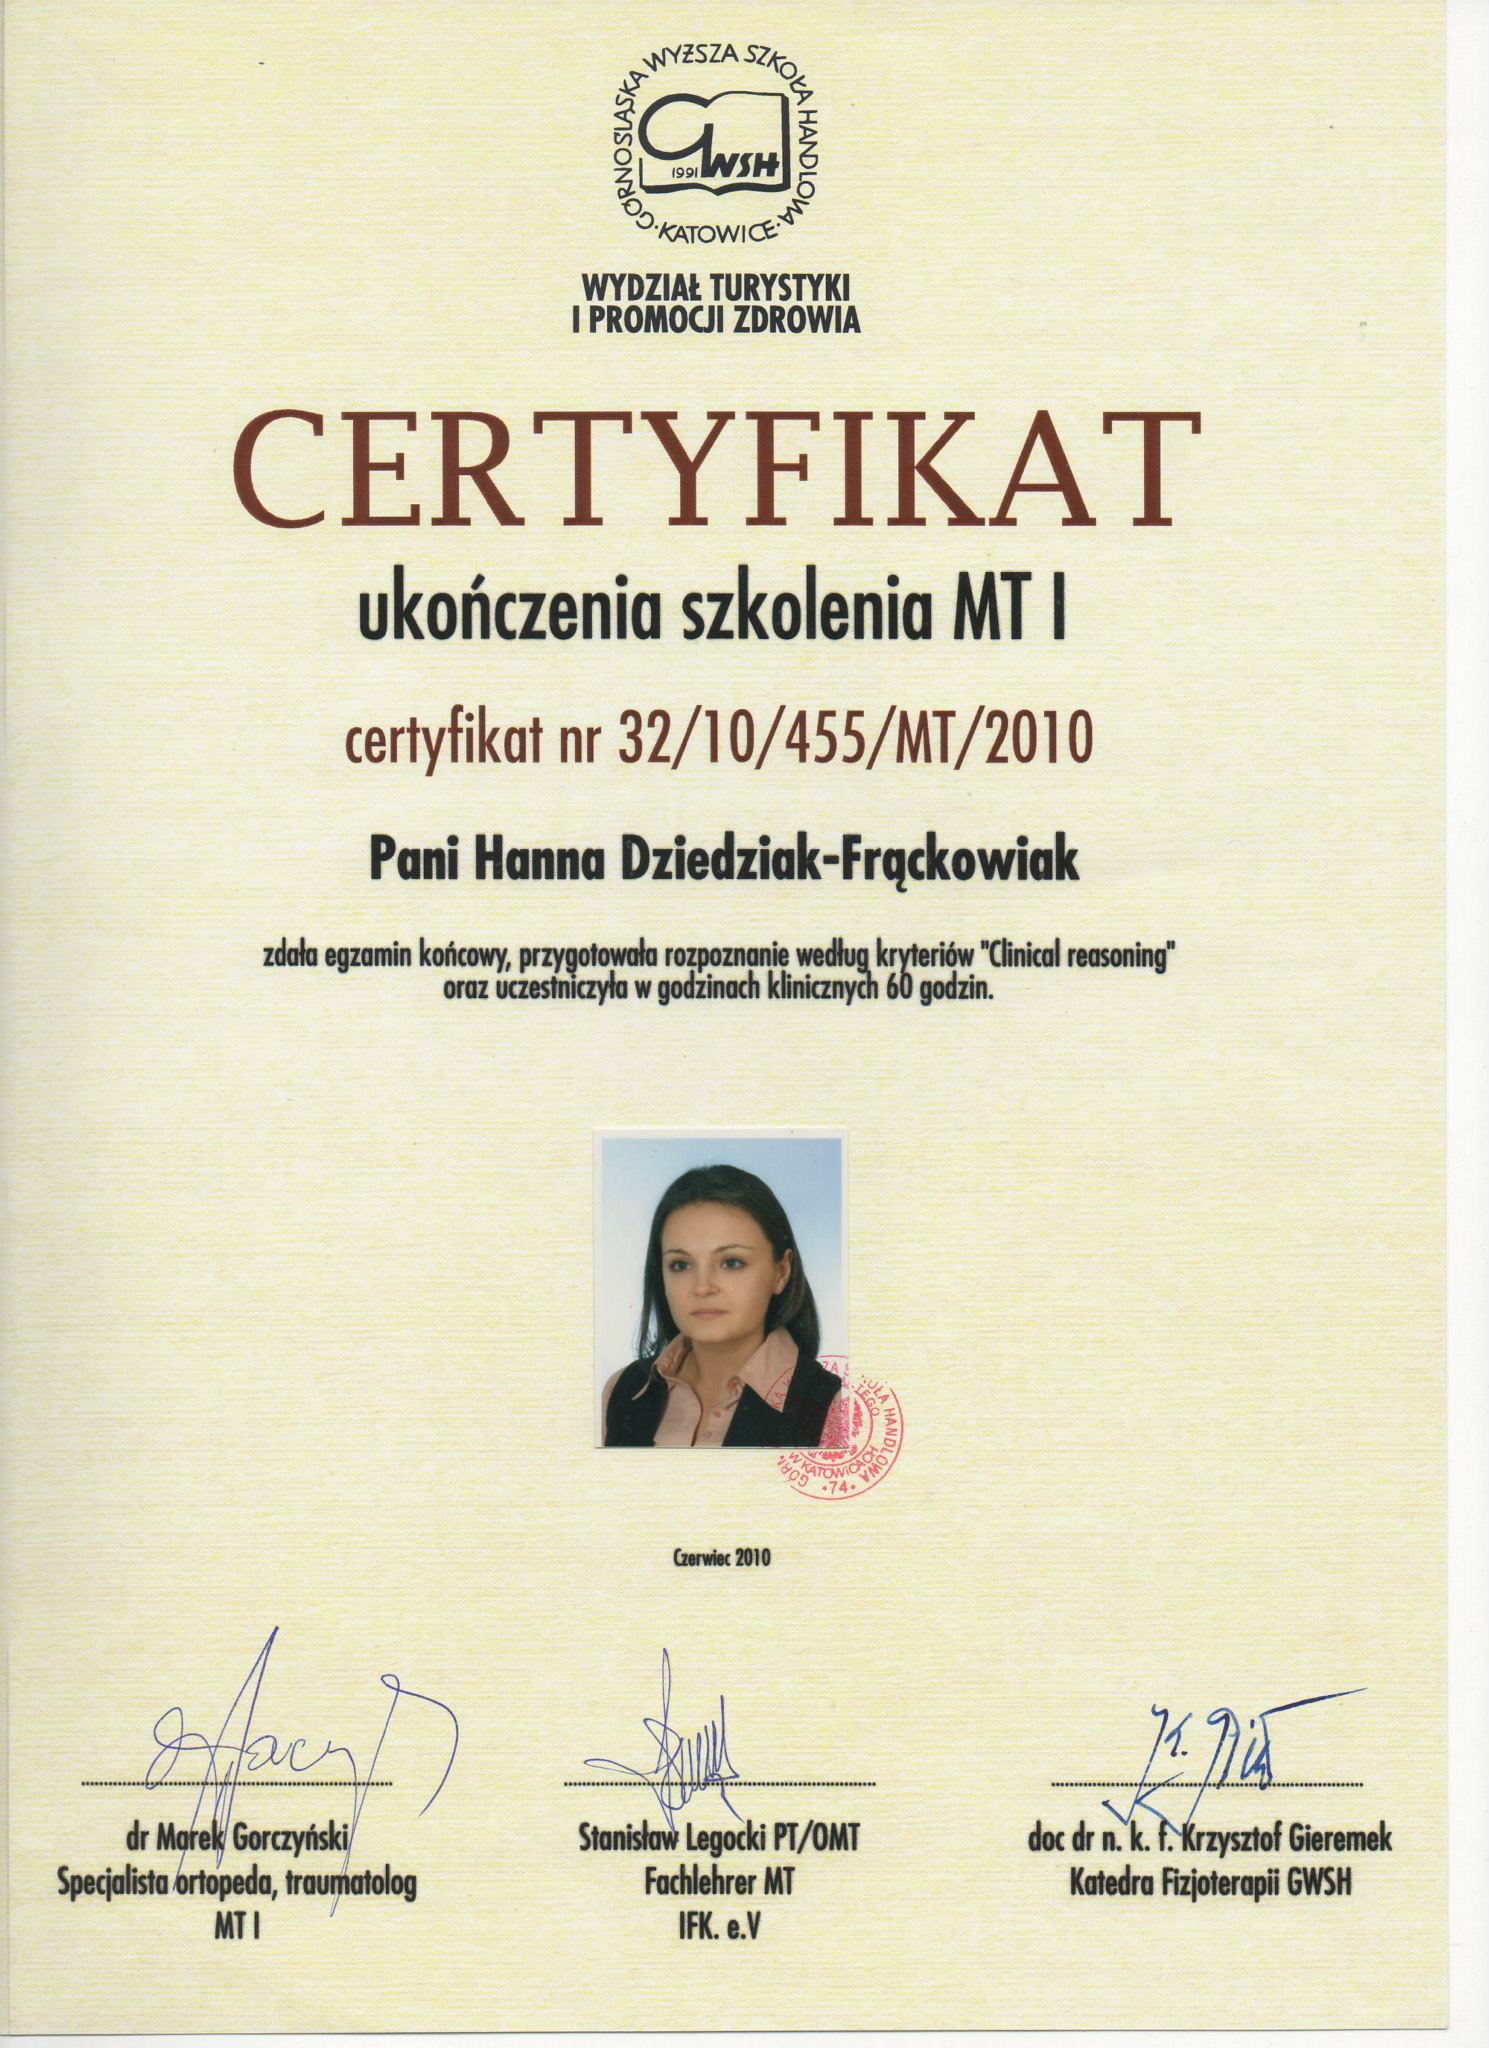 GÓRNOŚLĄSKA WYŻSZA SZKOŁA HANDLOWA · KATOWICE ·
1991 GWSH
WYDZIAŁ TURYSTYKI
I PROMOCJI ZDROWIA
CERTYFIKAT
ukończenia szkolenia MT I
certyfikat nr 32/10/455/MT/2010
Pani Hanna Dziedziak-Frąckowiak
zdała egzamin końcowy, przygotowała rozpoznanie według kryteriów "Clinical reasoning"
oraz uczestniczyła w godzinach klinicznych 60 godzin.
HANDLOWA
W KATOWICACH
·74·
Czerwiec 2010
dr Marek Gorczyński
Specjalista ortopeda, traumatolog
MT I
Stanisław Legocki PT/OMT
Fachlehrer MT
IFK. e.V
doc dr n. k. f. Krzysztof Gieremek
Katedra Fizjoterapii GWSH